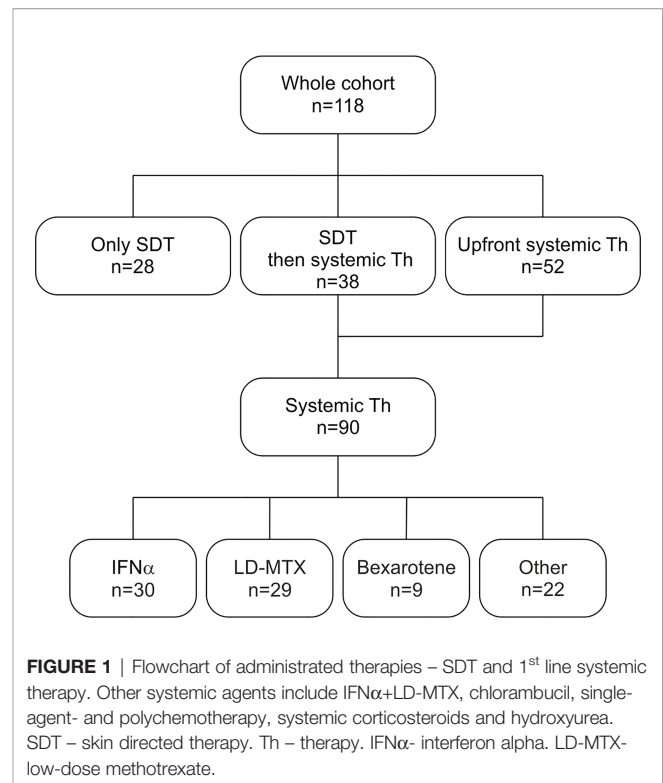 Whole cohort
n=118
Only SDT
n=28
SDT
then systemic Th
n=38
Upfront systemic Th
n=52
Systemic Th
n=90
IFNα
n=30
LD-MTX
n=29
Bexarotene
n=9
Other
n=22
FIGURE 1 | Flowchart of administrated therapies – SDT and 1st line systemic
therapy. Other systemic agents include IFNα+LD-MTX, chlorambucil, single-
agent- and polychemotherapy, systemic corticosteroids and hydroxyurea.
SDT – skin directed therapy. Th – therapy. IFNα- interferon alpha. LD-MTX-
low-dose methotrexate.